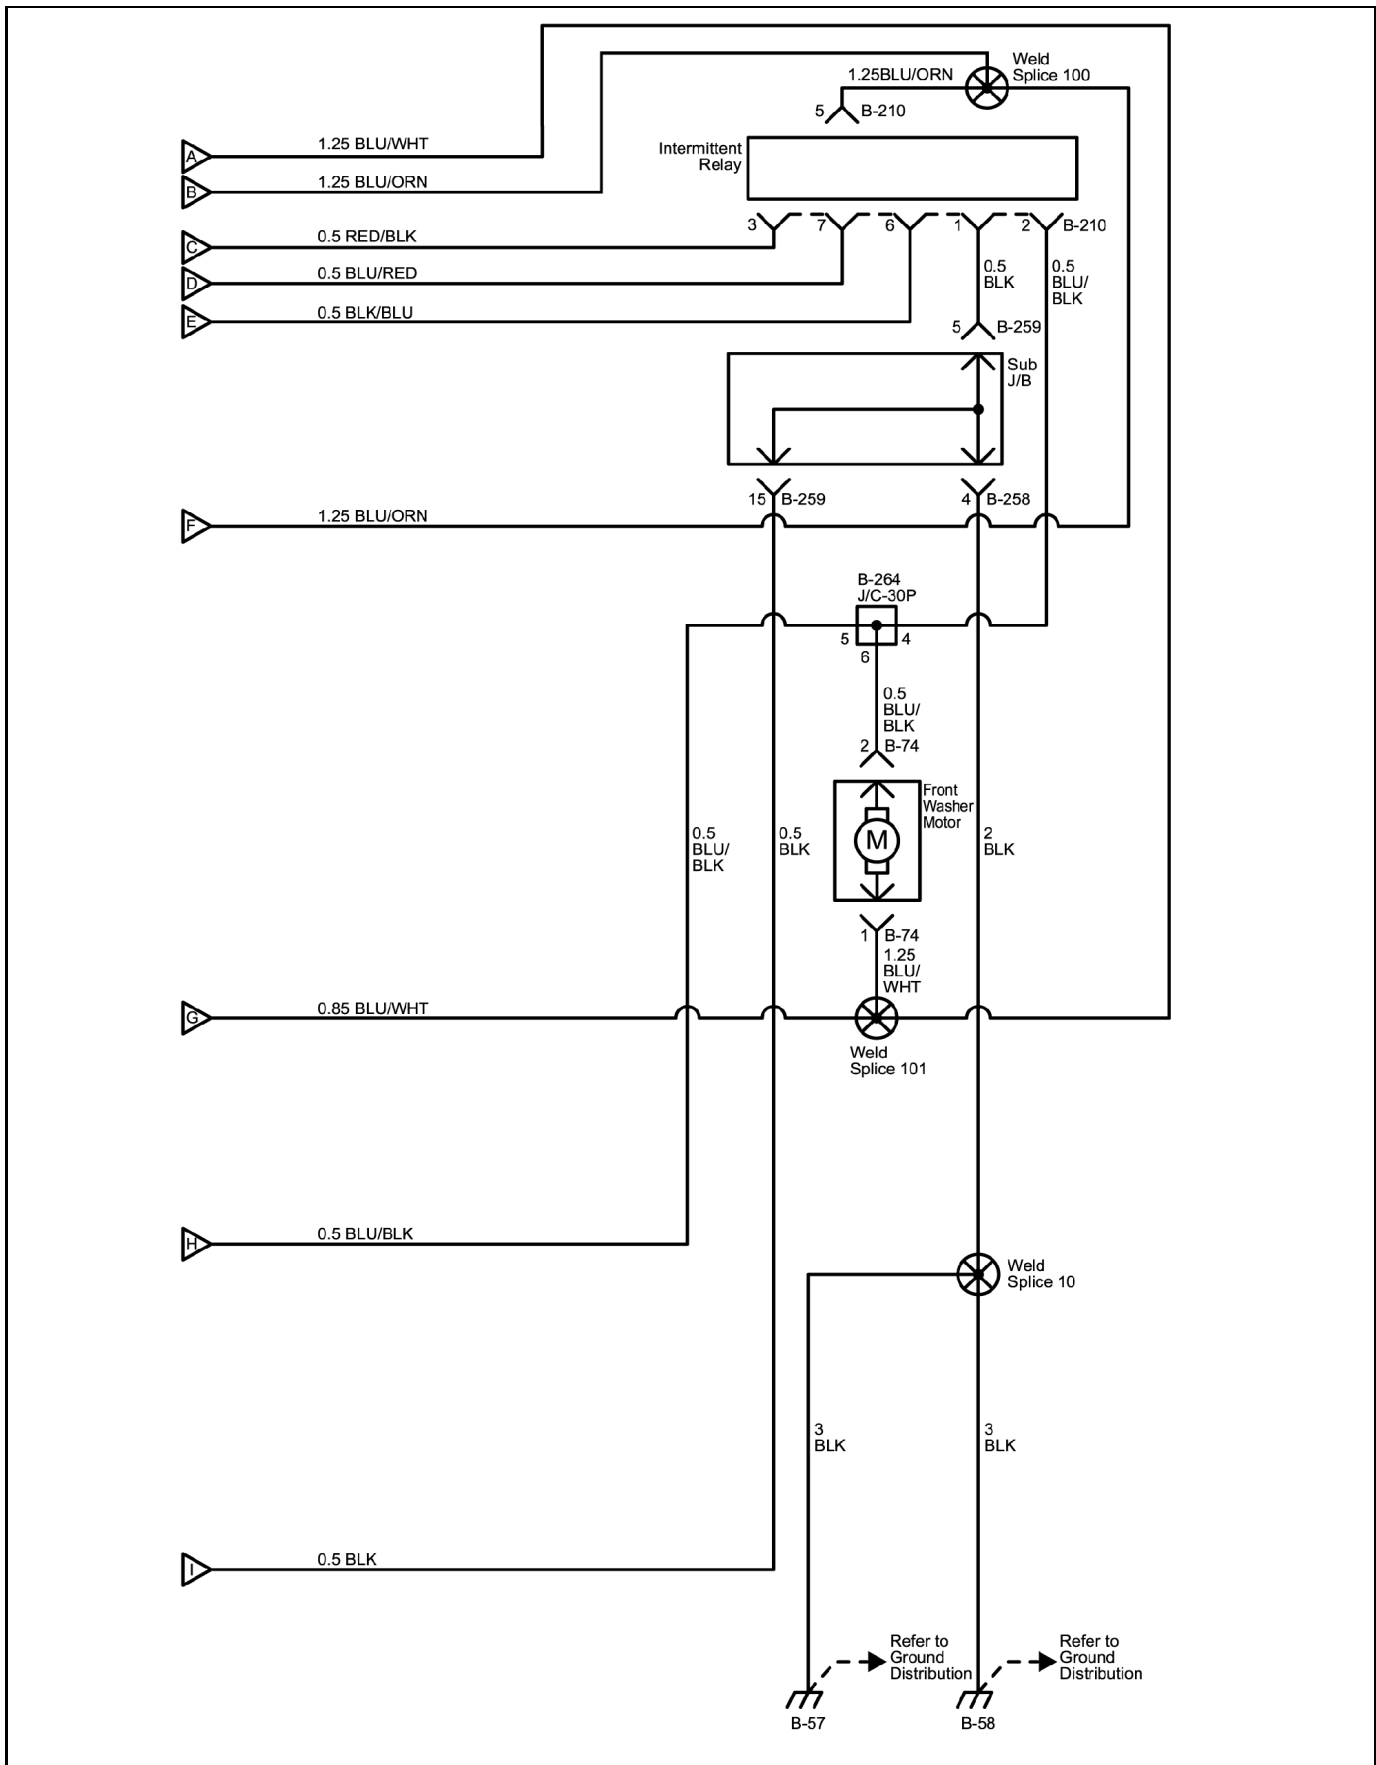 Weld
Splice 100
1.25BLU/ORN
5
B-210
A
1.25 BLU/WHT
Intermittent
Relay
B
1.25 BLU/ORN
3
7
6
1
2
B-210
C
0.5 RED/BLK
D
0.5 BLU/RED
0.5
BLK
0.5
BLU/
BLK
E
0.5 BLK/BLU
5
B-259
Sub
J/B
15
B-259
4
B-258
F
1.25 BLU/ORN
B-264
J/C-30P
5
4
6
0.5
BLU/
BLK
2
B-74
Front
Washer
Motor
M
0.5
BLU/
BLK
0.5
BLK
2
BLK
1
B-74
1.25
BLU/
WHT
G
0.85 BLU/WHT
Weld
Splice 101
H
0.5 BLU/BLK
Weld
Splice 10
3
BLK
3
BLK
I
0.5 BLK
Refer to
Ground
Distribution
Refer to
Ground
Distribution
B-57
B-58